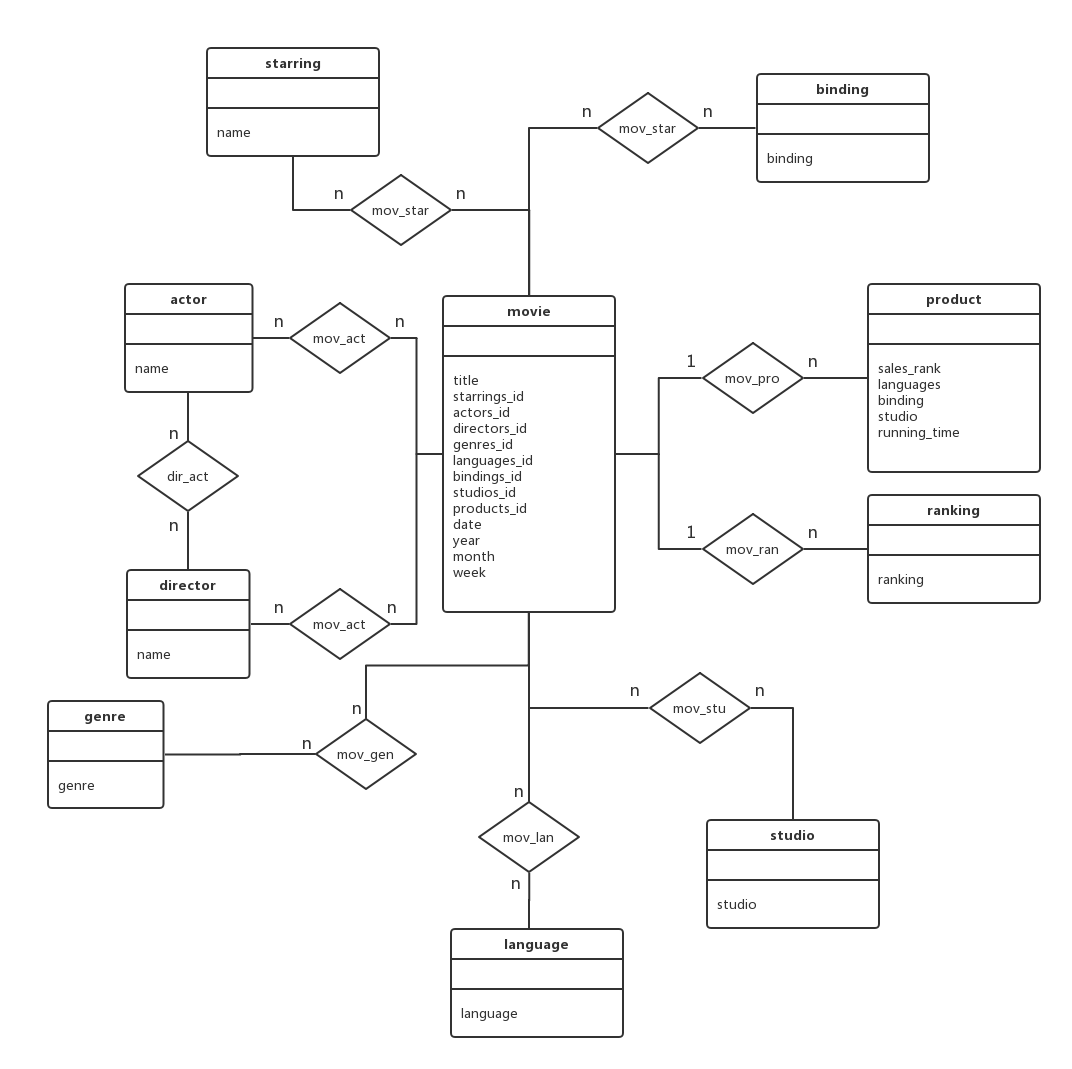 starring
name
n
mov_star
n
n
mov_star
n
binding
binding
actor
name
n
mov_act
n
movie
title
starrings_id
actors_id
directors_id
genres_id
languages_id
bindings_id
studios_id
products_id
date
year
month
week
1
mov_pro
n
product
sales_rank
languages
binding
studio
running_time
n
dir_act
n
1
mov_ran
n
ranking
ranking
director
name
n
mov_act
n
genre
genre
n
n
mov_gen
n
mov_stu
n
n
mov_lan
n
studio
studio
language
language